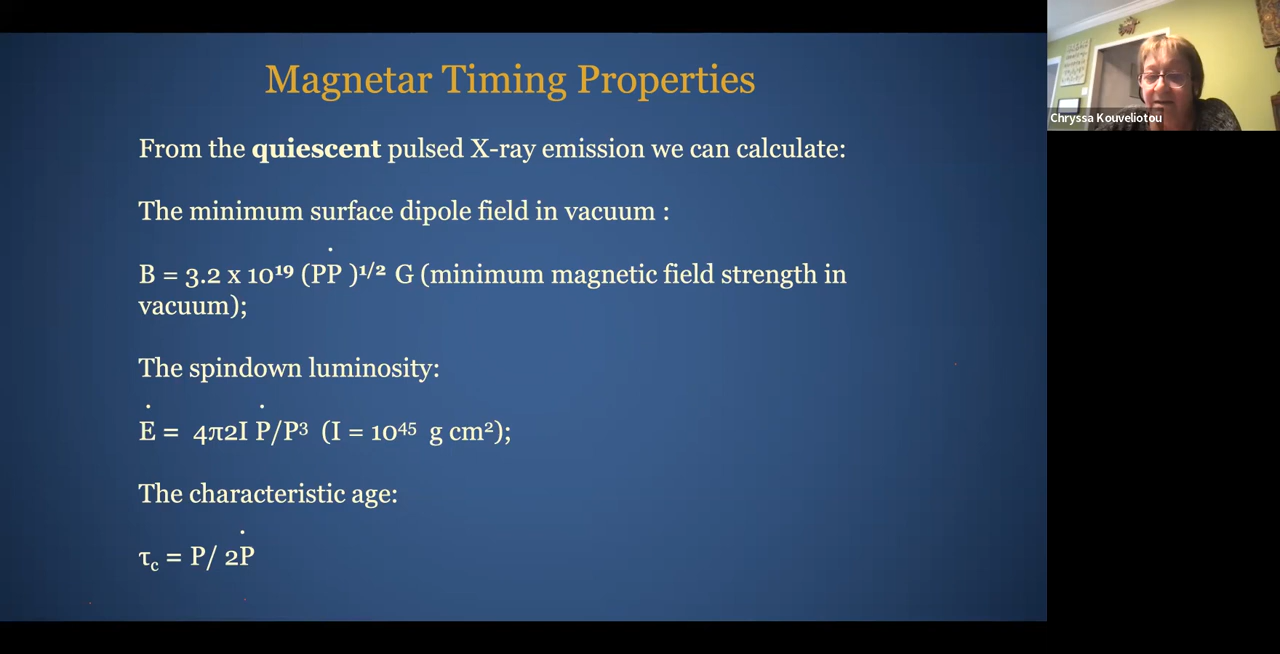 Magnetar Timing Properties
Chryssa Kouveliotou
From the quiescent pulsed X-ray emission we can calculate:
The minimum surface dipole field in vacuum :
B = 3.2 x 10¹⁹ (PṖ )¹/² G (minimum magnetic field strength in
vacuum);
The spindown luminosity:
Ė = 4π2I Ṗ/P³ (I = 10⁴⁵ g cm²);
The characteristic age:
τc = P/ 2Ṗ